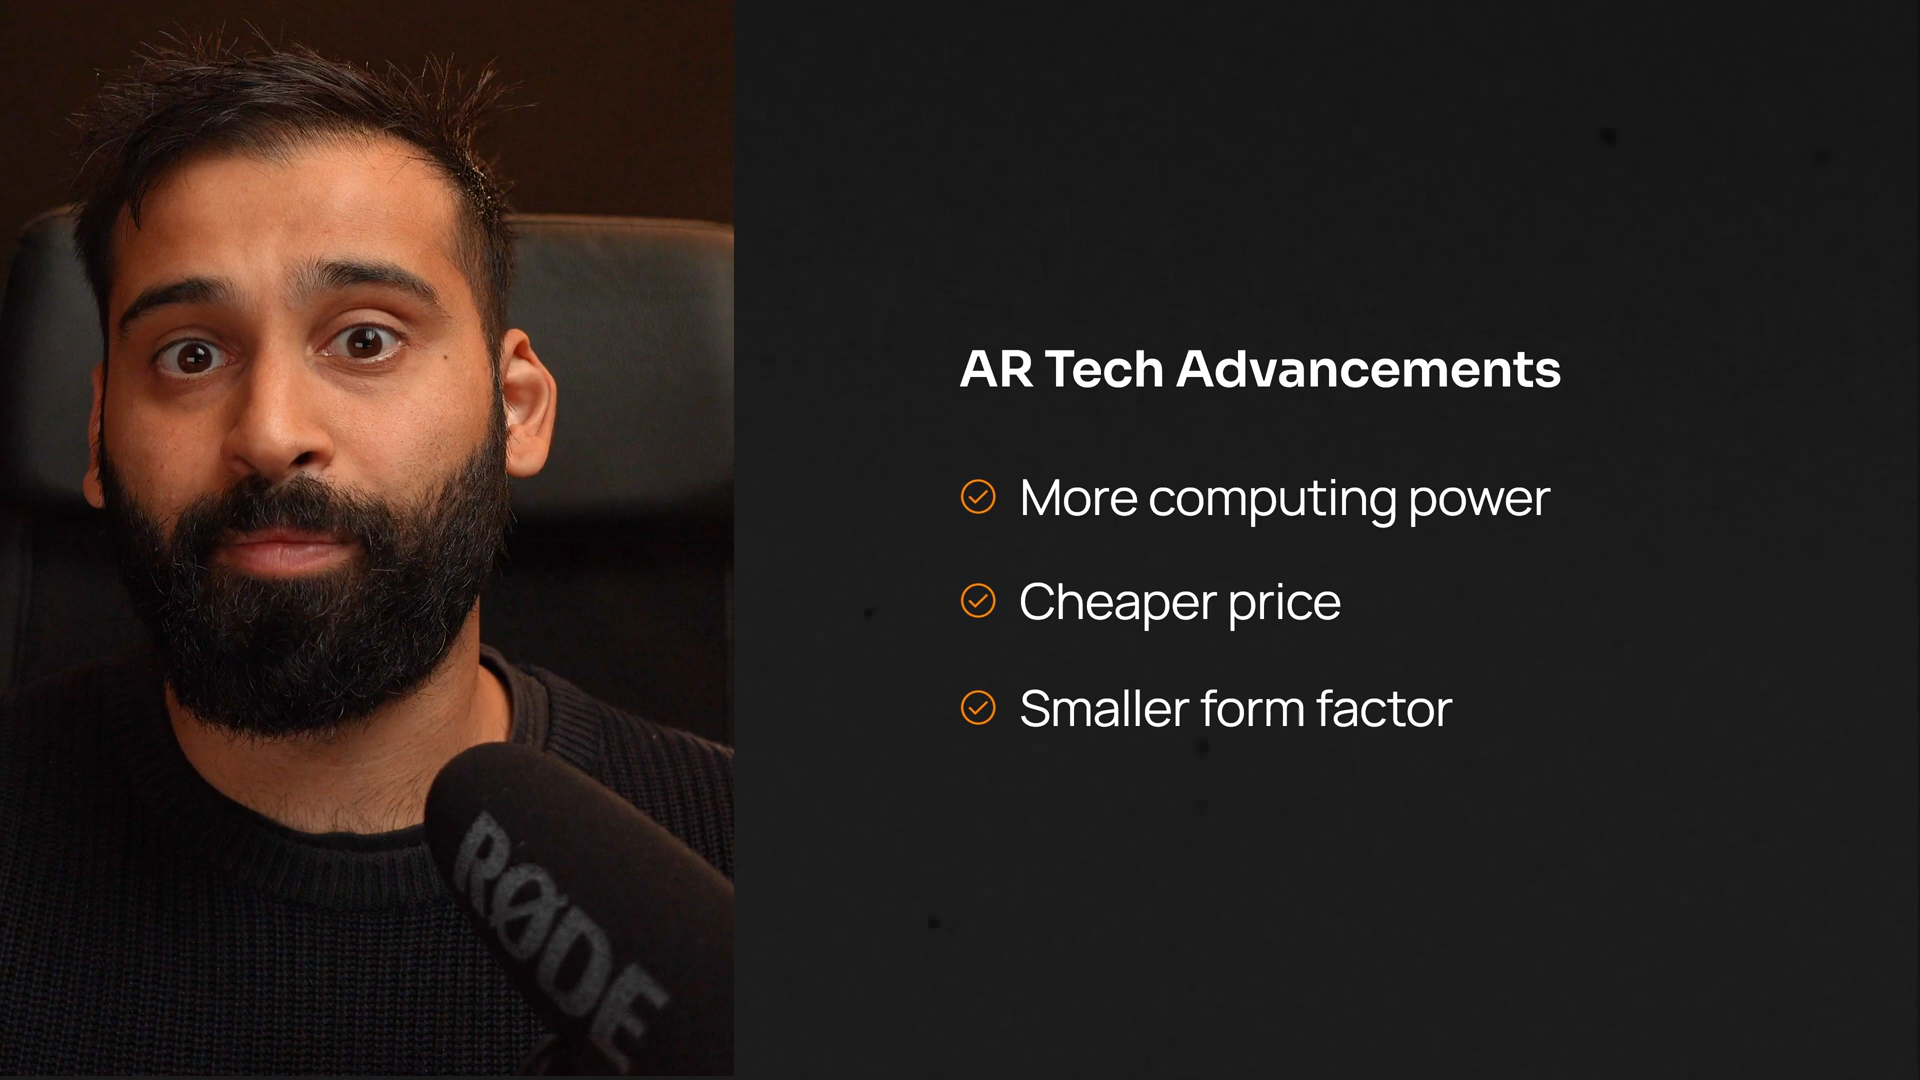 AR Tech Advancements
More computing power
Cheaper price
Smaller form factor
RØDE